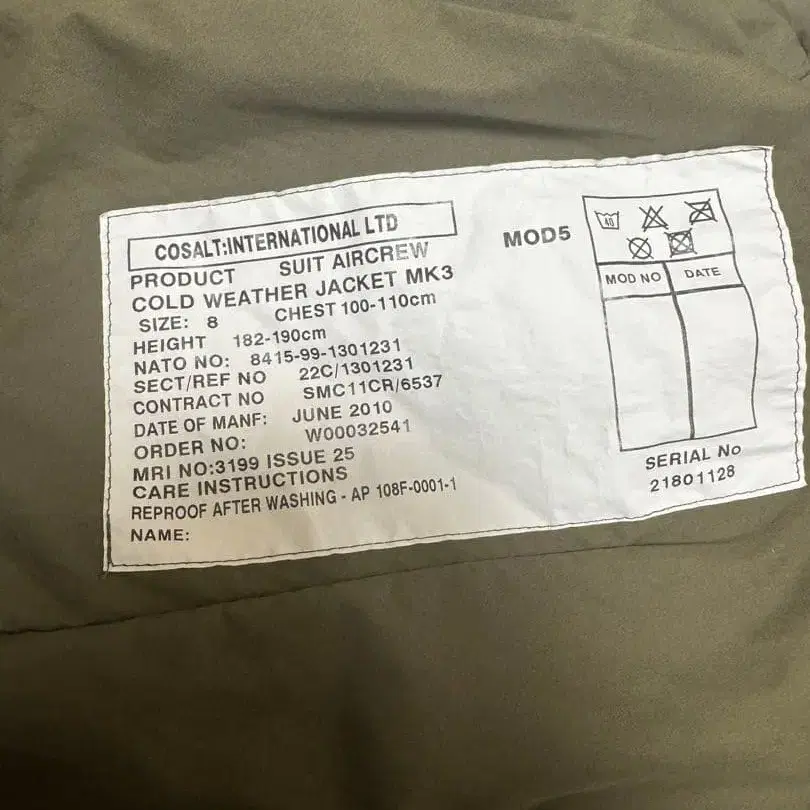 COSALT:INTERNATIONAL LTD
PRODUCT SUIT AIRCREW
COLD WEATHER JACKET MK3
SIZE: 8 CHEST 100-110cm
HEIGHT 182-190cm
NATO NO: 8415-99-1301231
SECT/REF NO 22C/1301231
CONTRACT NO SMC11CR/6537
DATE OF MANF: JUNE 2010
ORDER NO: W00032541
MRI NO:3199 ISSUE 25
CARE INSTRUCTIONS
REPROOF AFTER WASHING - AP 108F-0001-1
NAME:
MOD5
40
MOD NO DATE
SERIAL No
21801128